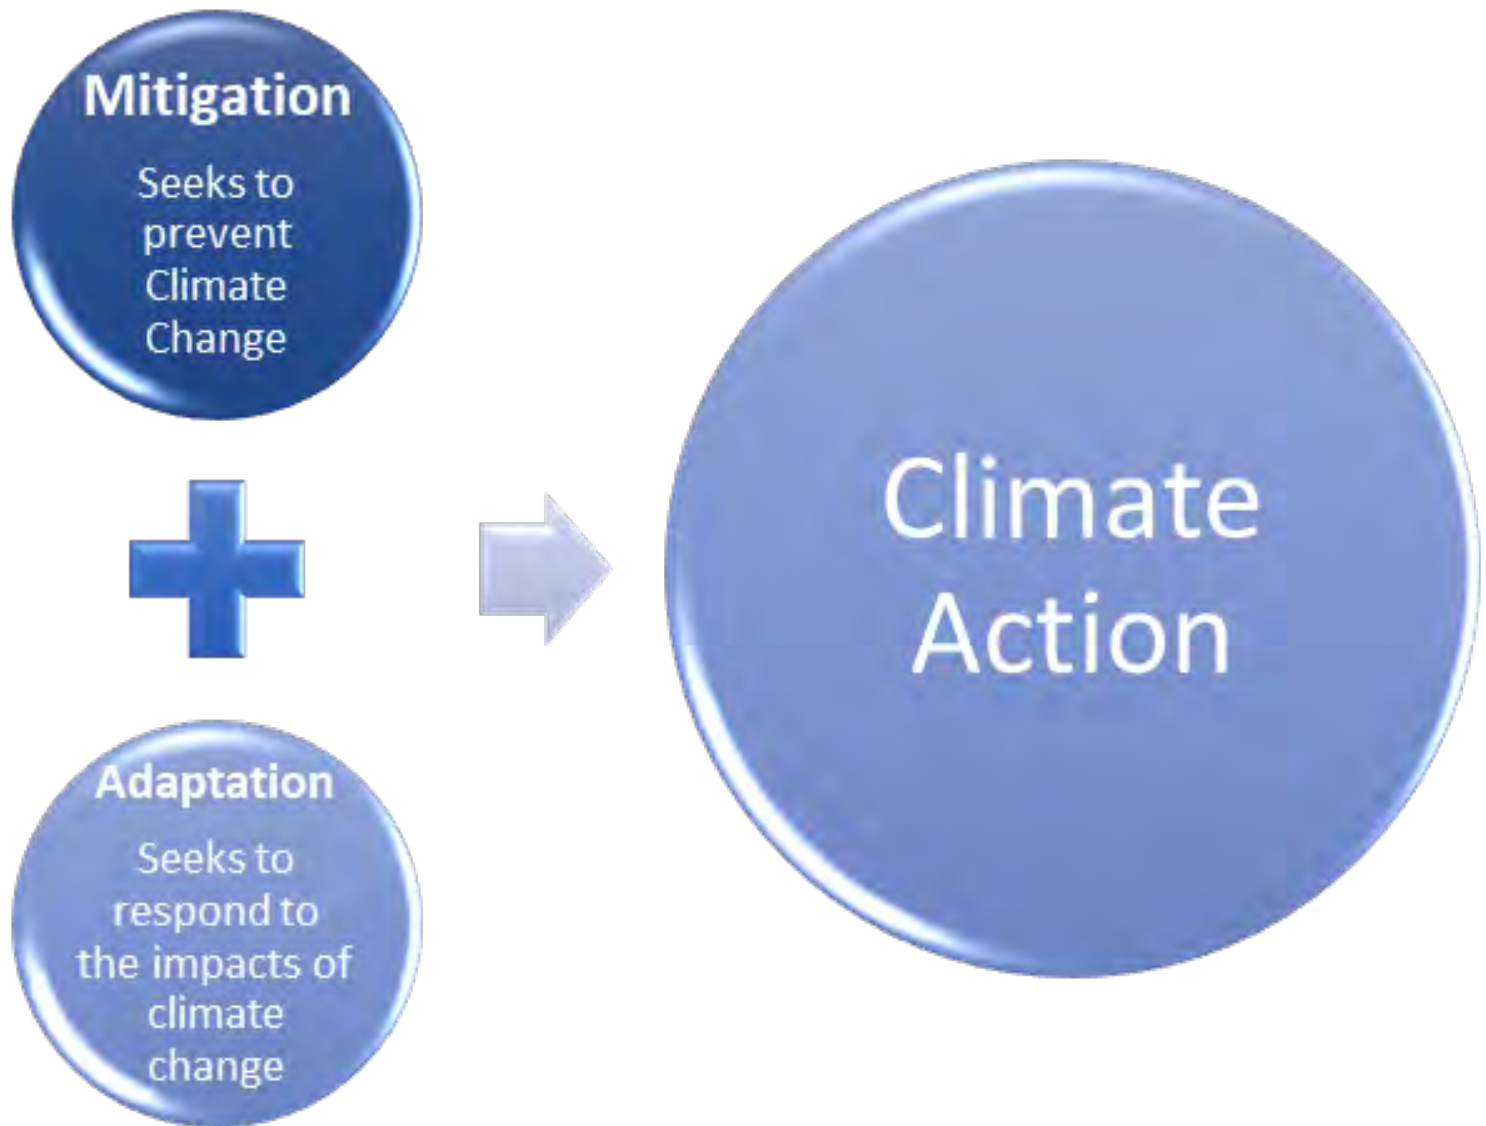 Mitigation
Seeks to
prevent
Climate
Change
Adaptation
Seeks to
respond to
the impacts of
climate
change
Climate
Action